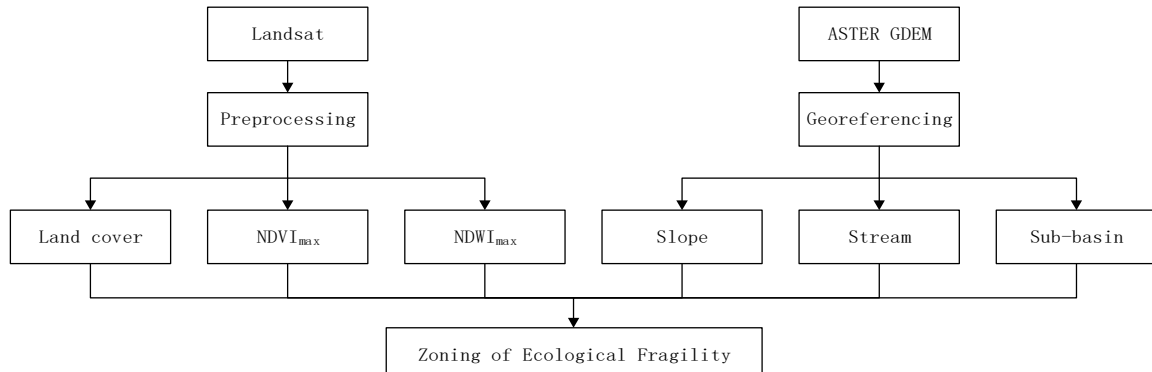 Landsat
ASTER GDEM
Preprocessing
Georeferencing
Land cover
NDVImax
NDWImax
Slope
Stream
Sub-basin
Zoning of Ecological Fragility